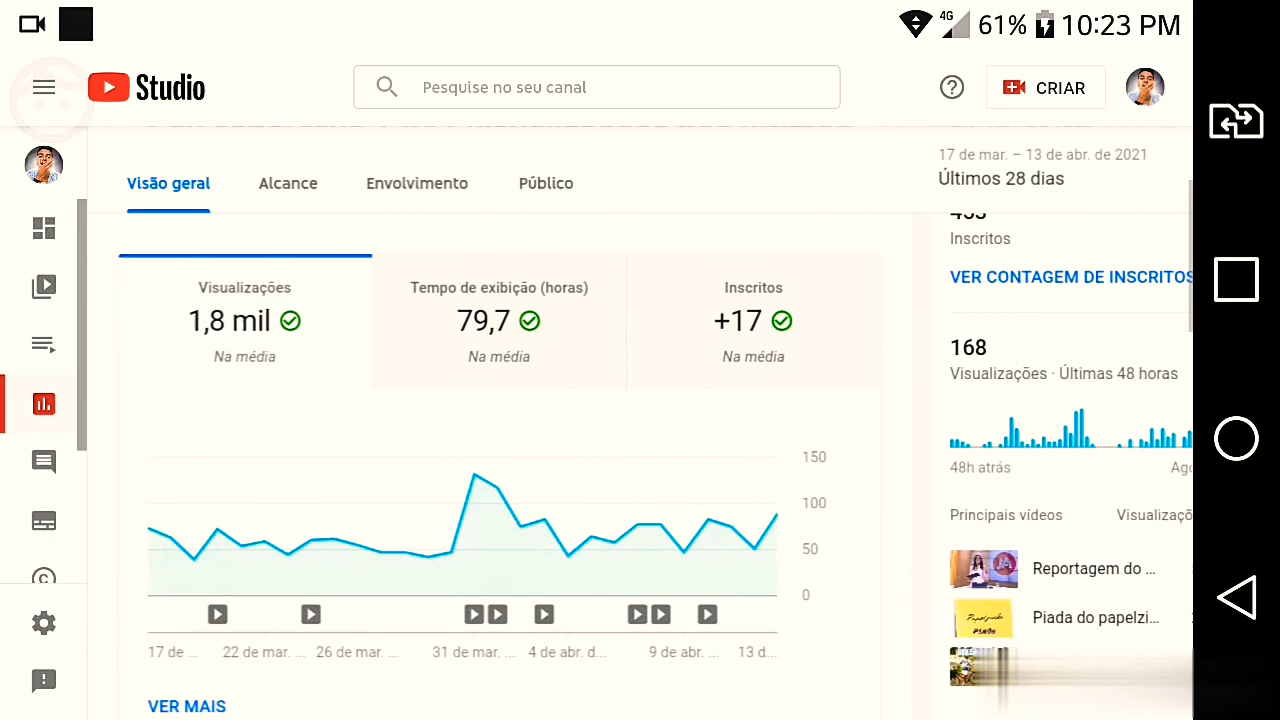 4G 61% 10:23 PM
Studio
Pesquise no seu canal
CRIAR
Visão geral
Alcance
Envolvimento
Público
17 de mar. – 13 de abr. de 2021
Últimos 28 dias
Visualizações
1,8 mil
Na média
Tempo de exibição (horas)
79,7
Na média
Inscritos
+17
Na média
150
100
50
0
17 de ... 22 de mar. ... 26 de mar. ... 31 de mar. ... 4 de abr. d... 9 de abr. ... 13 d...
VER MAIS
Inscritos
VER CONTAGEM DE INSCRITOS
168
Visualizações · Últimas 48 horas
48h atrás
Principais vídeos
Reportagem do ...
Piada do papelzi...